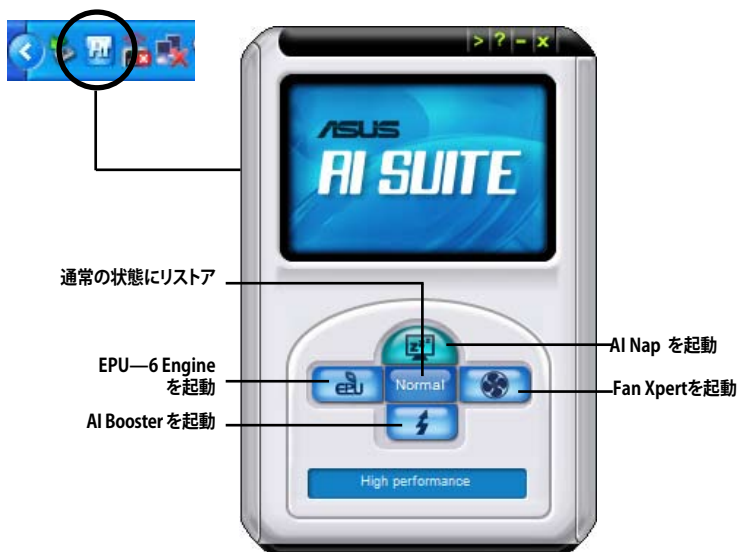 > ? - x
ASUS
AI SUITE
通常の状態にリストア
AI Nap を起動
EPU—6 Engine
を起動
EPU
Normal
Fan Xpertを起動
AI Booster を起動
High performance